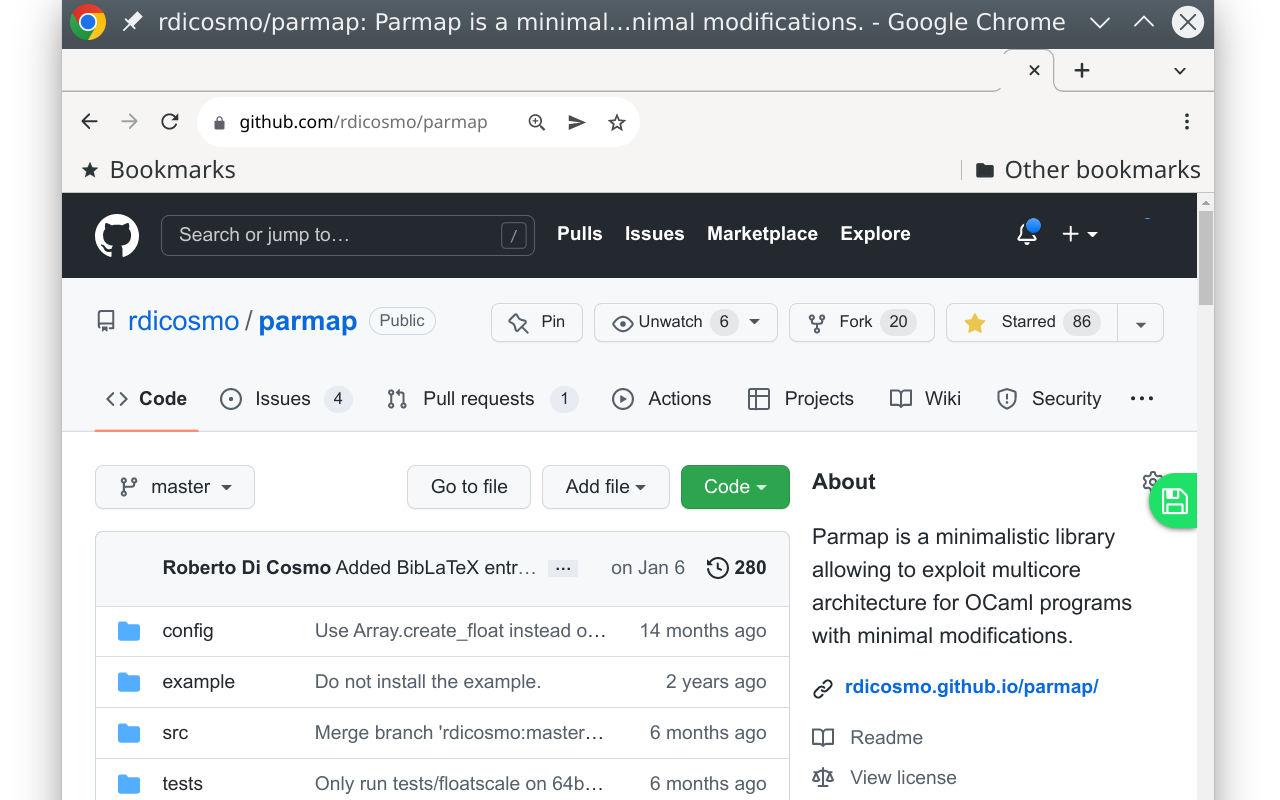 rdicosmo/parmap: Parmap is a minimal...nimal modifications. - Google Chrome
github.com/rdicosmo/parmap
Bookmarks
Other bookmarks
Search or jump to…
/
Pulls
Issues
Marketplace
Explore
rdicosmo / parmap
Public
Pin
Unwatch 6
Fork 20
Starred 86
Code
Issues 4
Pull requests 1
Actions
Projects
Wiki
Security
master
Go to file
Add file
Code
Roberto Di Cosmo Added BibLaTeX entr… ... on Jan 6 280
config Use Array.create_float instead o… 14 months ago
example Do not install the example. 2 years ago
src Merge branch 'rdicosmo:master… 6 months ago
tests Only run tests/floatscale on 64b… 6 months ago
About
Parmap is a minimalistic library
allowing to exploit multicore
architecture for OCaml programs
with minimal modifications.
rdicosmo.github.io/parmap/
Readme
View license